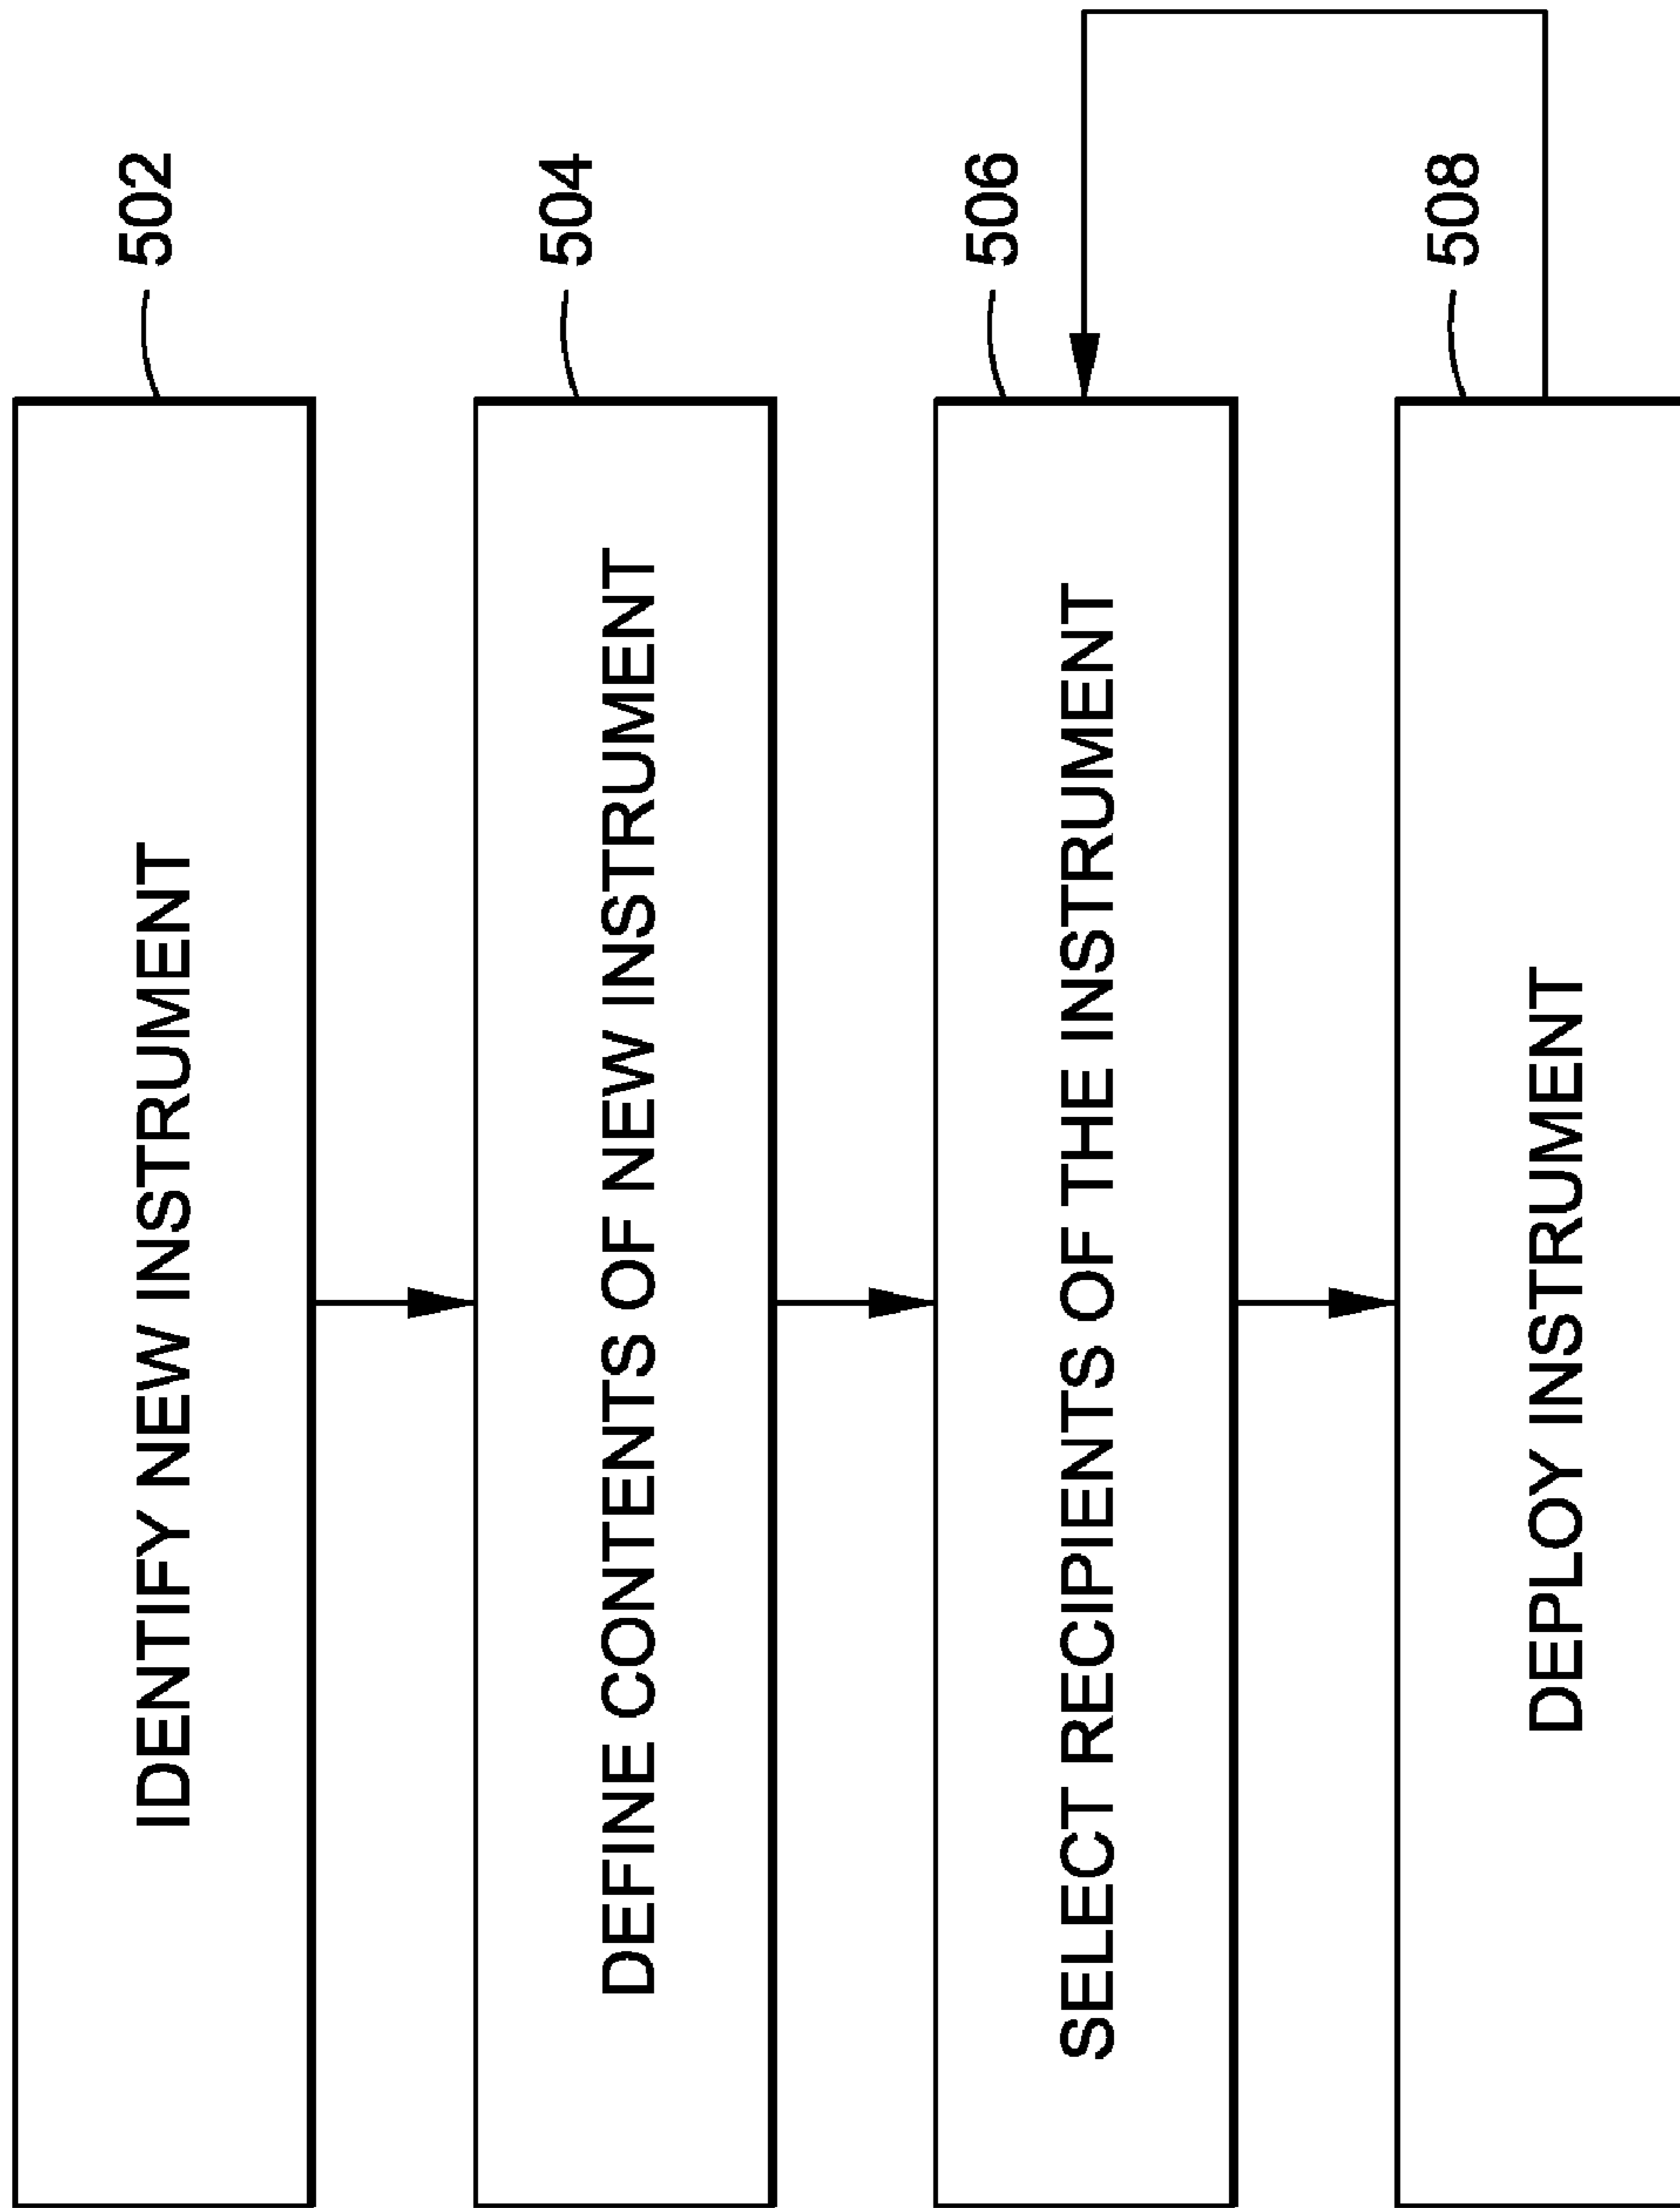 502
IDENTIFY NEW INSTRUMENT
504
DEFINE CONTENTS OF NEW INSTRUMENT
506
SELECT RECIPIENTS OF THE INSTRUMENT
508
DEPLOY INSTRUMENT